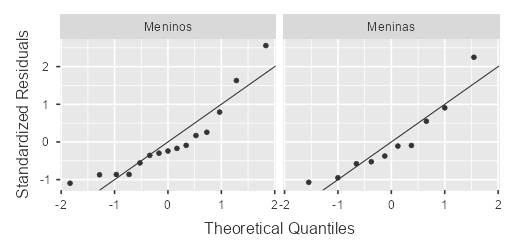 Meninos
Meninas
Standardized Residuals
2
1
0
-1
-2 -1 0 1 2
-2 -1 0 1 2
Theoretical Quantiles